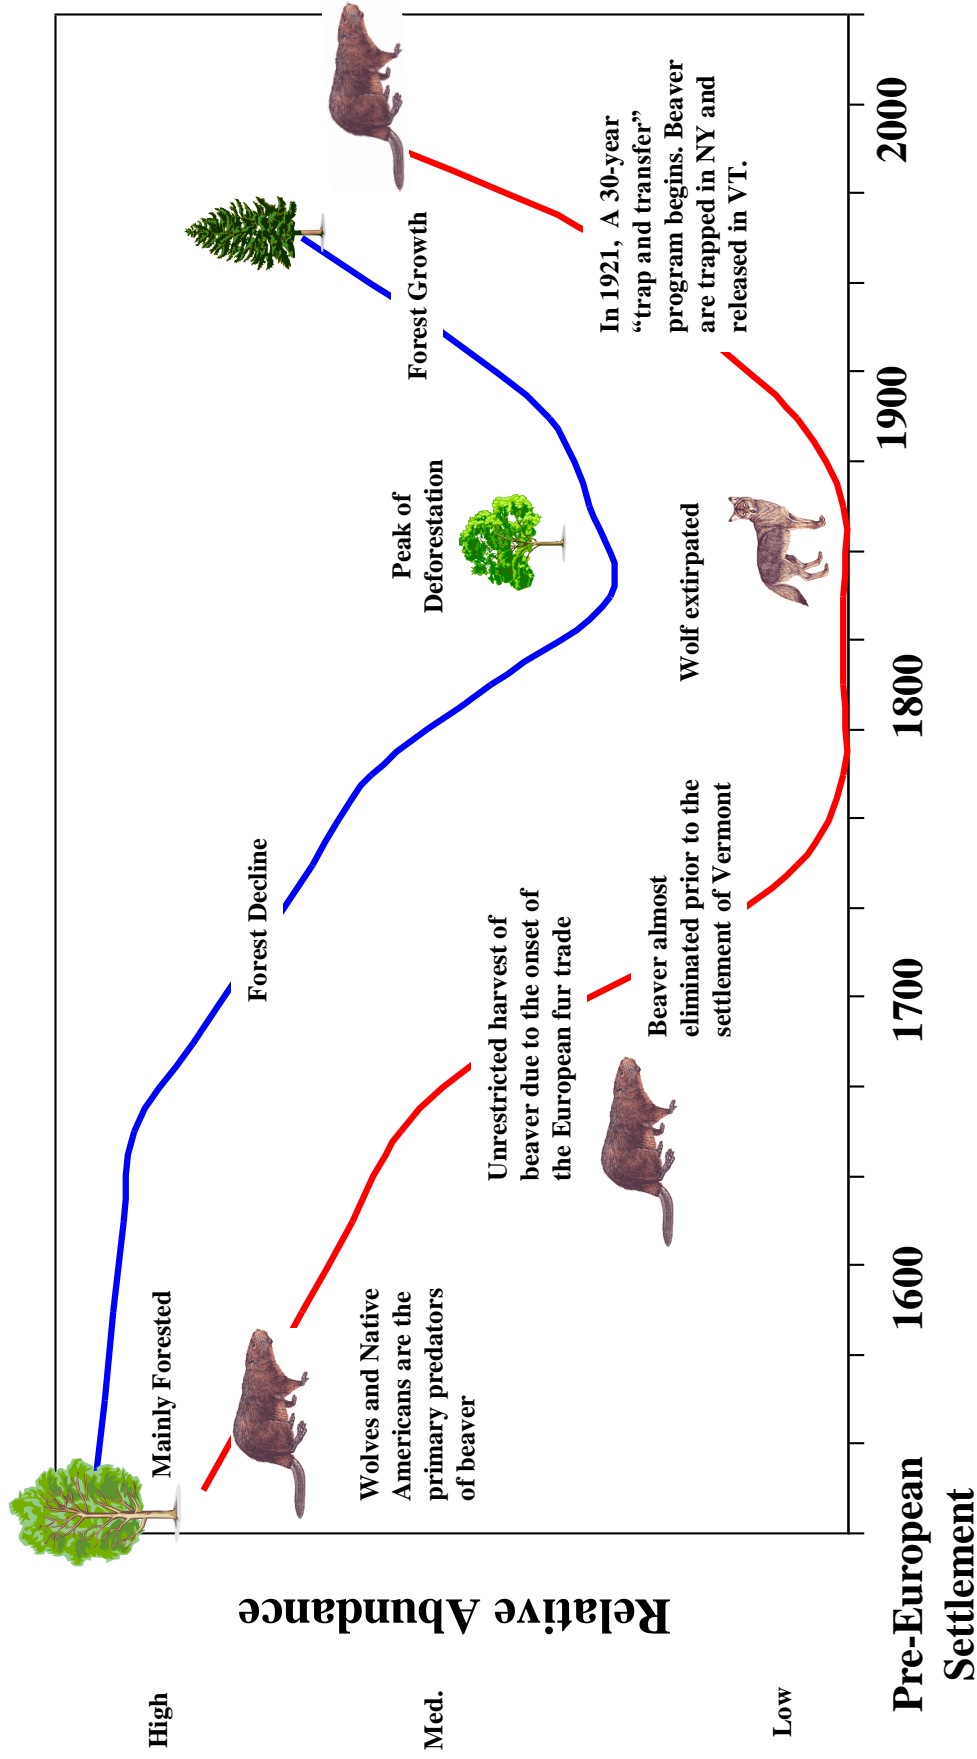 Relative Abundance
High
Med.
Low
Mainly Forested
Forest Decline
Peak of
Deforestation
Forest Growth
Wolves and Native
Americans are the
primary predators
of beaver
Unrestricted harvest of
beaver due to the onset of
the European fur trade
Beaver almost
eliminated prior to the
settlement of Vermont
Wolf extirpated
In 1921,  A 30-year
“trap and transfer”
program begins. Beaver
are trapped in NY and
released in VT.
Pre-European
Settlement
1600
1700
1800
1900
2000